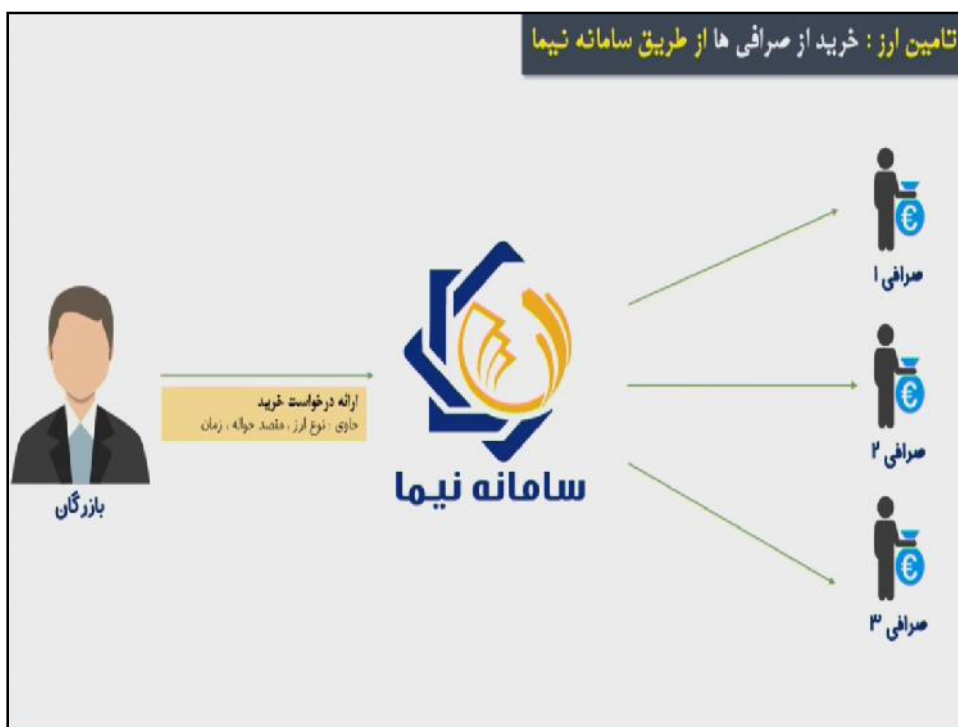 تامین ارز : خرید از صرافی ها از طریق سامانه نیما
صرافی ۱
ارائه درخواست خرید
حاوی : نوع ارز ، مقصد حواله ، زمان
صرافی ۲
سامانه نیما
بازرگان
صرافی ۳